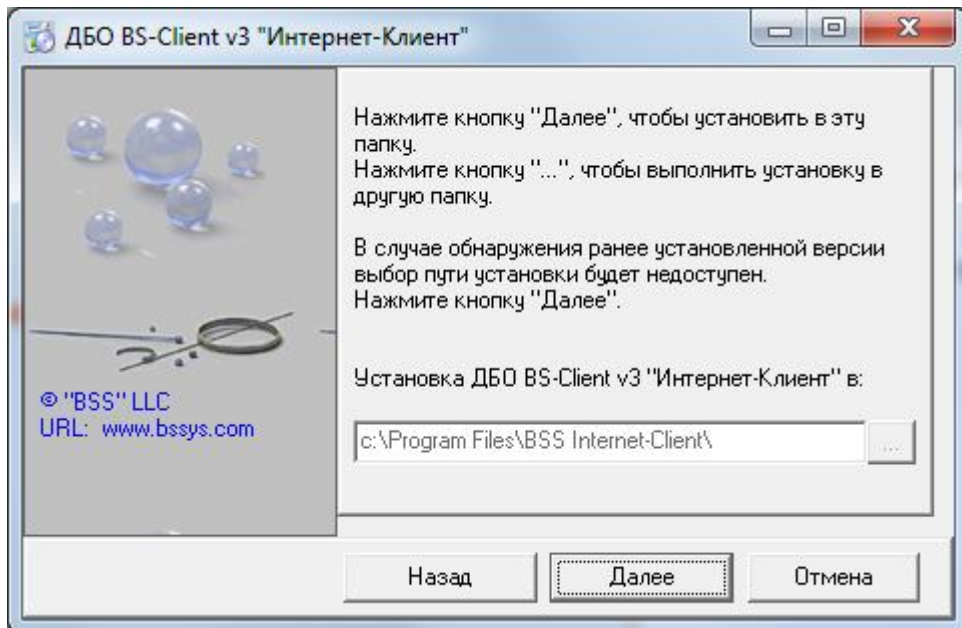 ДБО BS-Client v3 "Интернет-Клиент"
Нажмите кнопку "Далее", чтобы установить в эту
папку.
Нажмите кнопку "...", чтобы выполнить установку в
другую папку.
В случае обнаружения ранее установленной версии
выбор пути установки будет недоступен.
Нажмите кнопку "Далее".
Установка ДБО BS-Client v3 "Интернет-Клиент" в:
© "BSS" LLC
URL: www.bssys.com
c:\Program Files\BSS Internet-Client\
...
Назад
Далее
Отмена